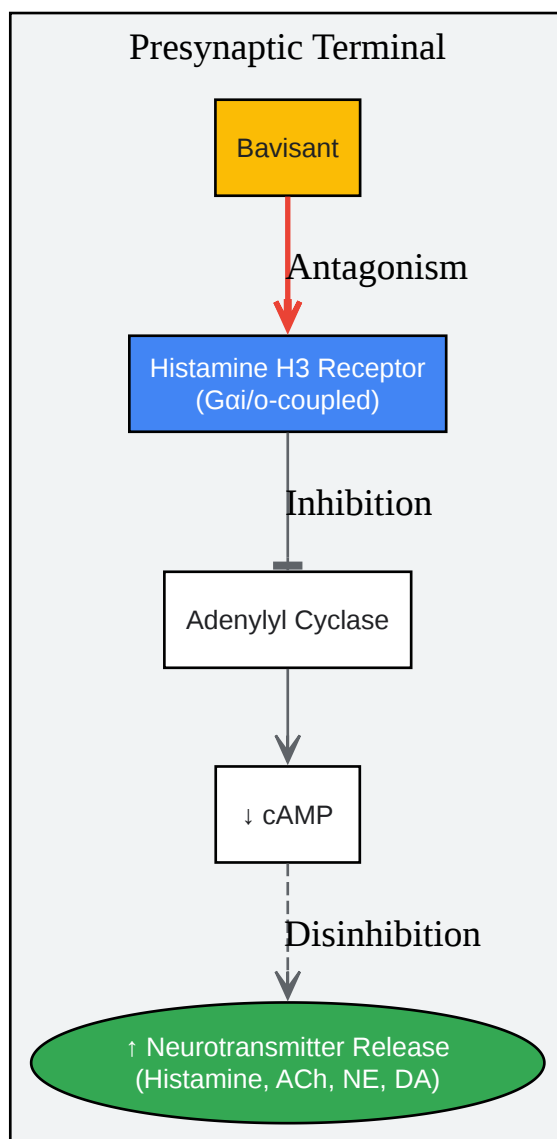 Presynaptic Terminal
Bavisant
Antagonism
Histamine H3 Receptor
(Gαi/o-coupled)
Inhibition
Adenylyl Cyclase
↓ cAMP
Disinhibition
↑ Neurotransmitter Release
(Histamine, ACh, NE, DA)